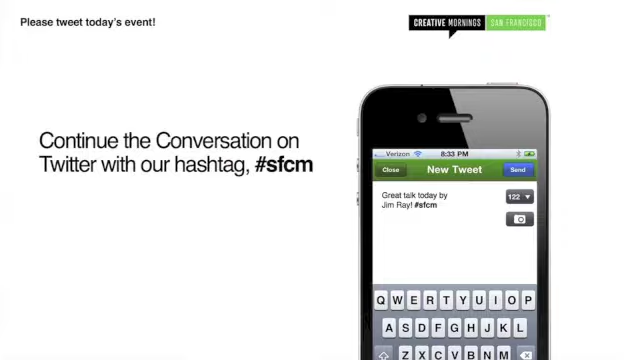 Please tweet today's event!
CREATIVE MORNINGS SAN FRANCISCO
Continue the Conversation on
Twitter with our hashtag, #sfcm
Verizon 8:33 PM
Close New Tweet Send
Great talk today by
Jim Ray! #sfcm
122
Q W E R T Y U I O P
A S D F G H J K L
Z X C V B N M